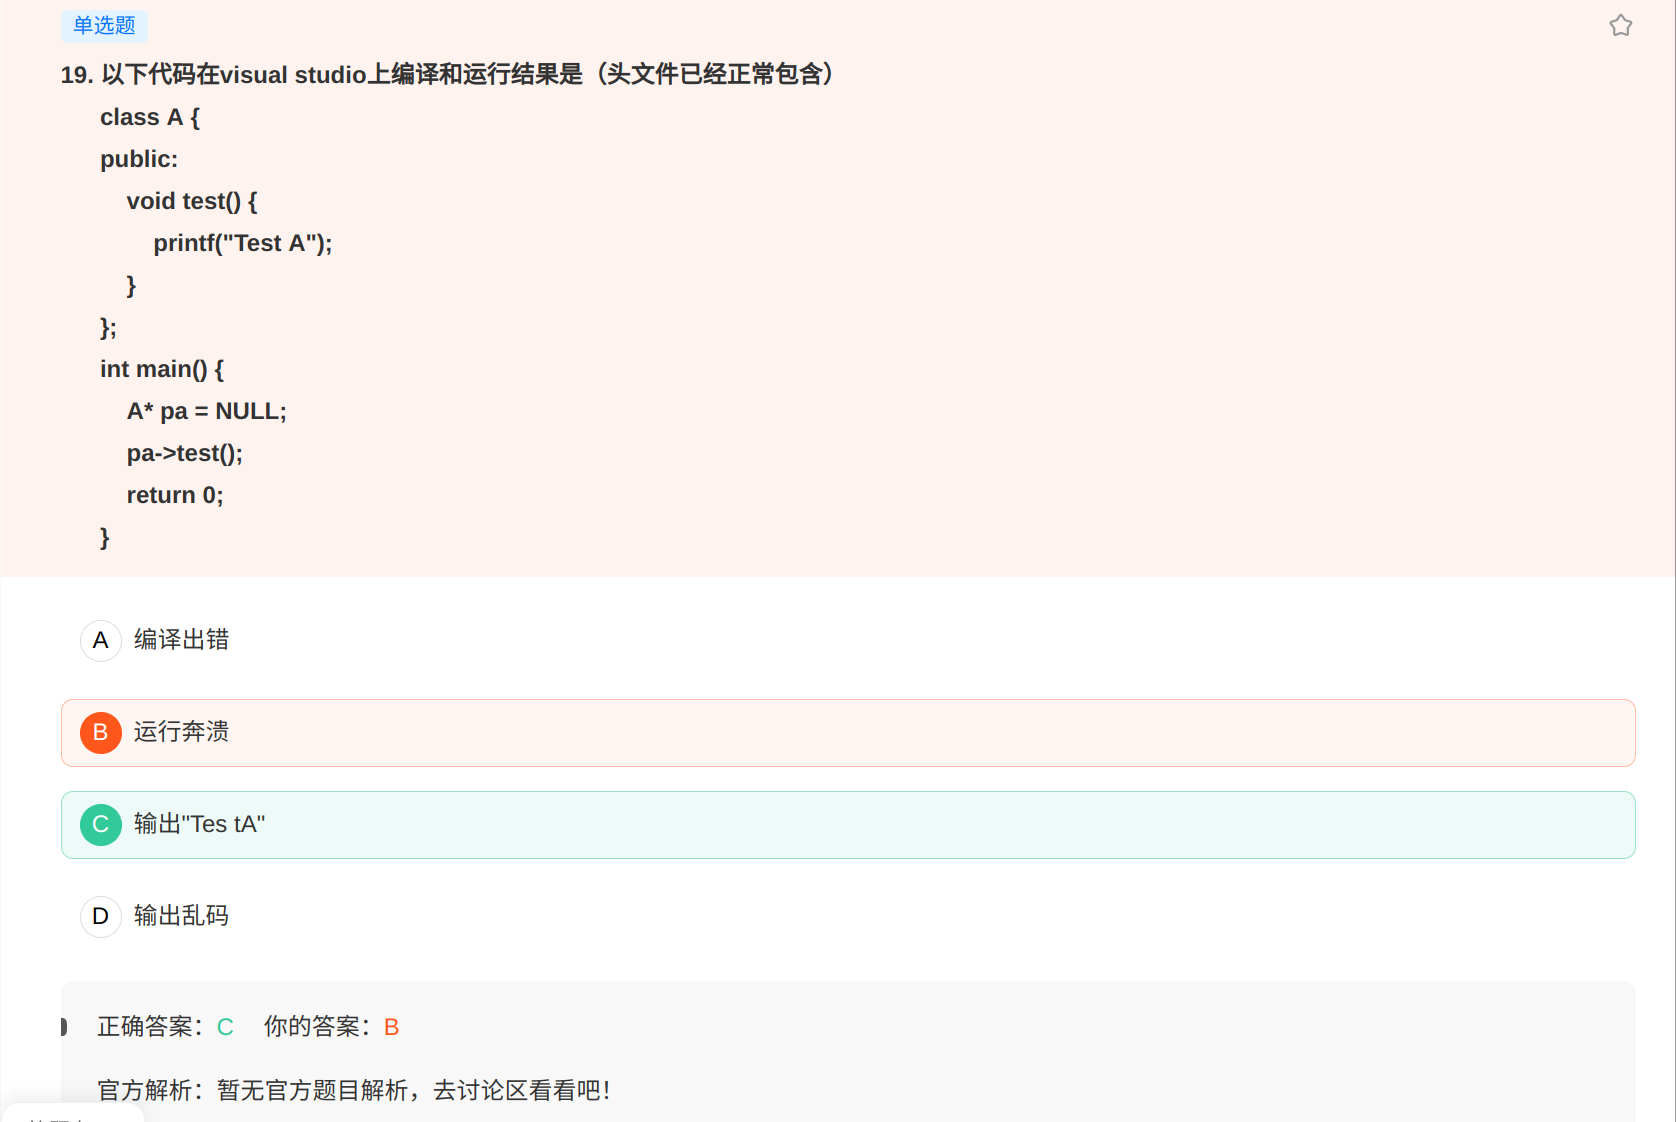 单选题
19. 以下代码在visual studio上编译和运行结果是（头文件已经正常包含）
class A {
public:
void test() {
printf("Test A");
}
};
int main() {
A* pa = NULL;
pa->test();
return 0;
}
A 编译出错
B 运行奔溃
C 输出"Tes tA"
D 输出乱码
正确答案：C 你的答案：B
官方解析：暂无官方题目解析，去讨论区看看吧！